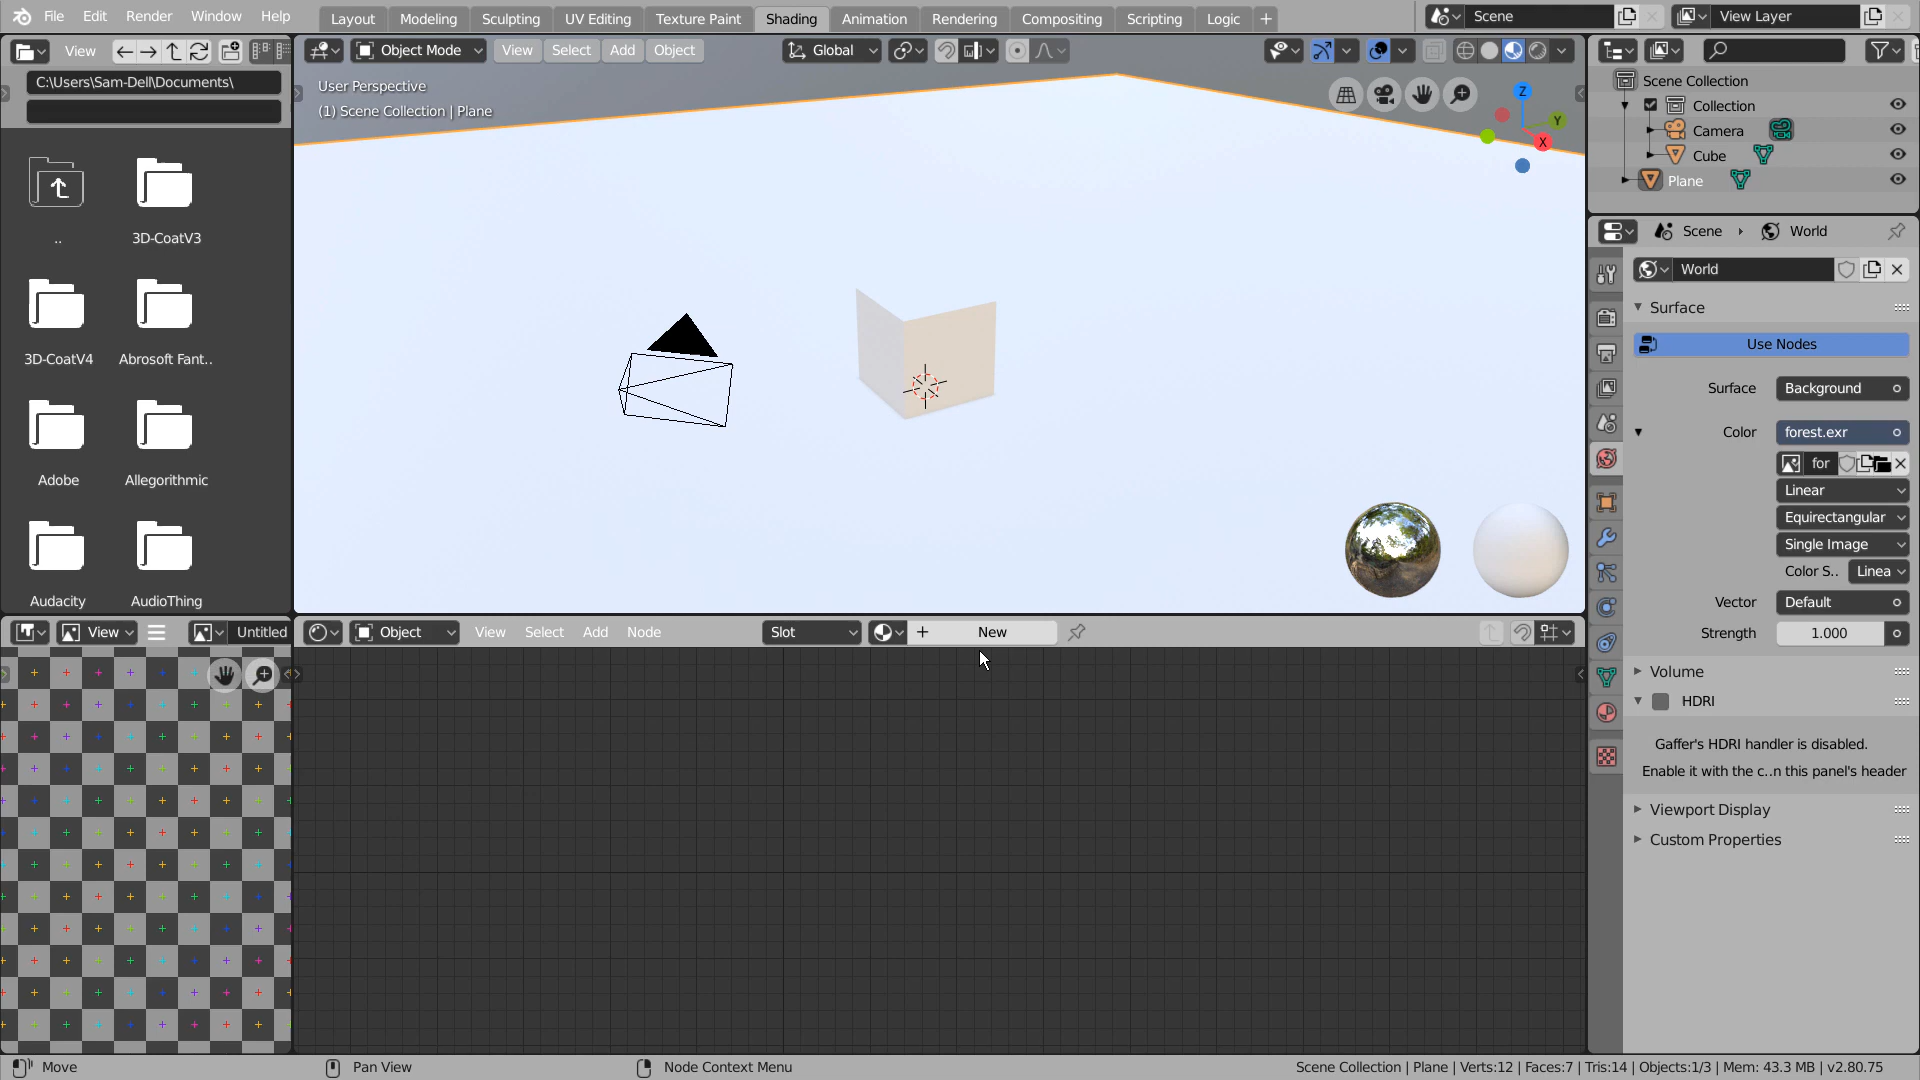 File Edit Render Window Help Layout Modeling Sculpting UV Editing Texture Paint Shading Animation Rendering Compositing Scripting Logic + Scene View Layer
View
C:\Users\Sam-Dell\Documents\
..
3D-CoatV3
3D-CoatV4
Abrosoft Fant..
Adobe
Allegorithmic
Audacity
AudioThing
Object Mode View Select Add Object Global
User Perspective
(1) Scene Collection | Plane
Z
Y
X
Scene Collection
Collection
Camera
Cube
Plane
Scene World
World
Surface
Use Nodes
Surface Background
Color forest.exr
for
Linear
Equirectangular
Single Image
Color S.. Linea
Vector Default
Strength 1.000
Volume
HDRI
Gaffer's HDRI handler is disabled.
Enable it with the c..n this panel's header
Viewport Display
Custom Properties
View Untitled
Object View Select Add Node Slot + New
Move Pan View Node Context Menu Scene Collection | Plane | Verts:12 | Faces:7 | Tris:14 | Objects:1/3 | Mem: 43.3 MB | v2.80.75